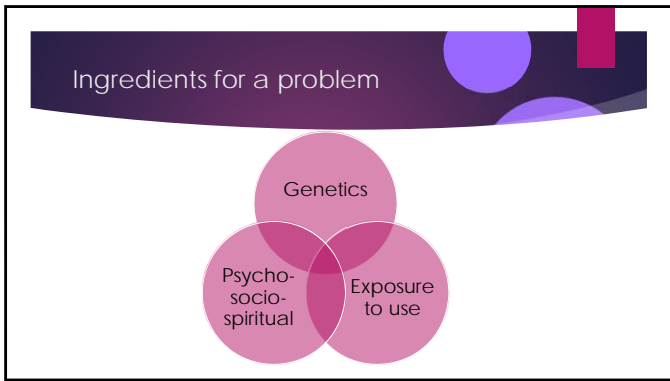 Ingredients for a problem
Genetics
Psycho-
socio-
spiritual
Exposure
to use